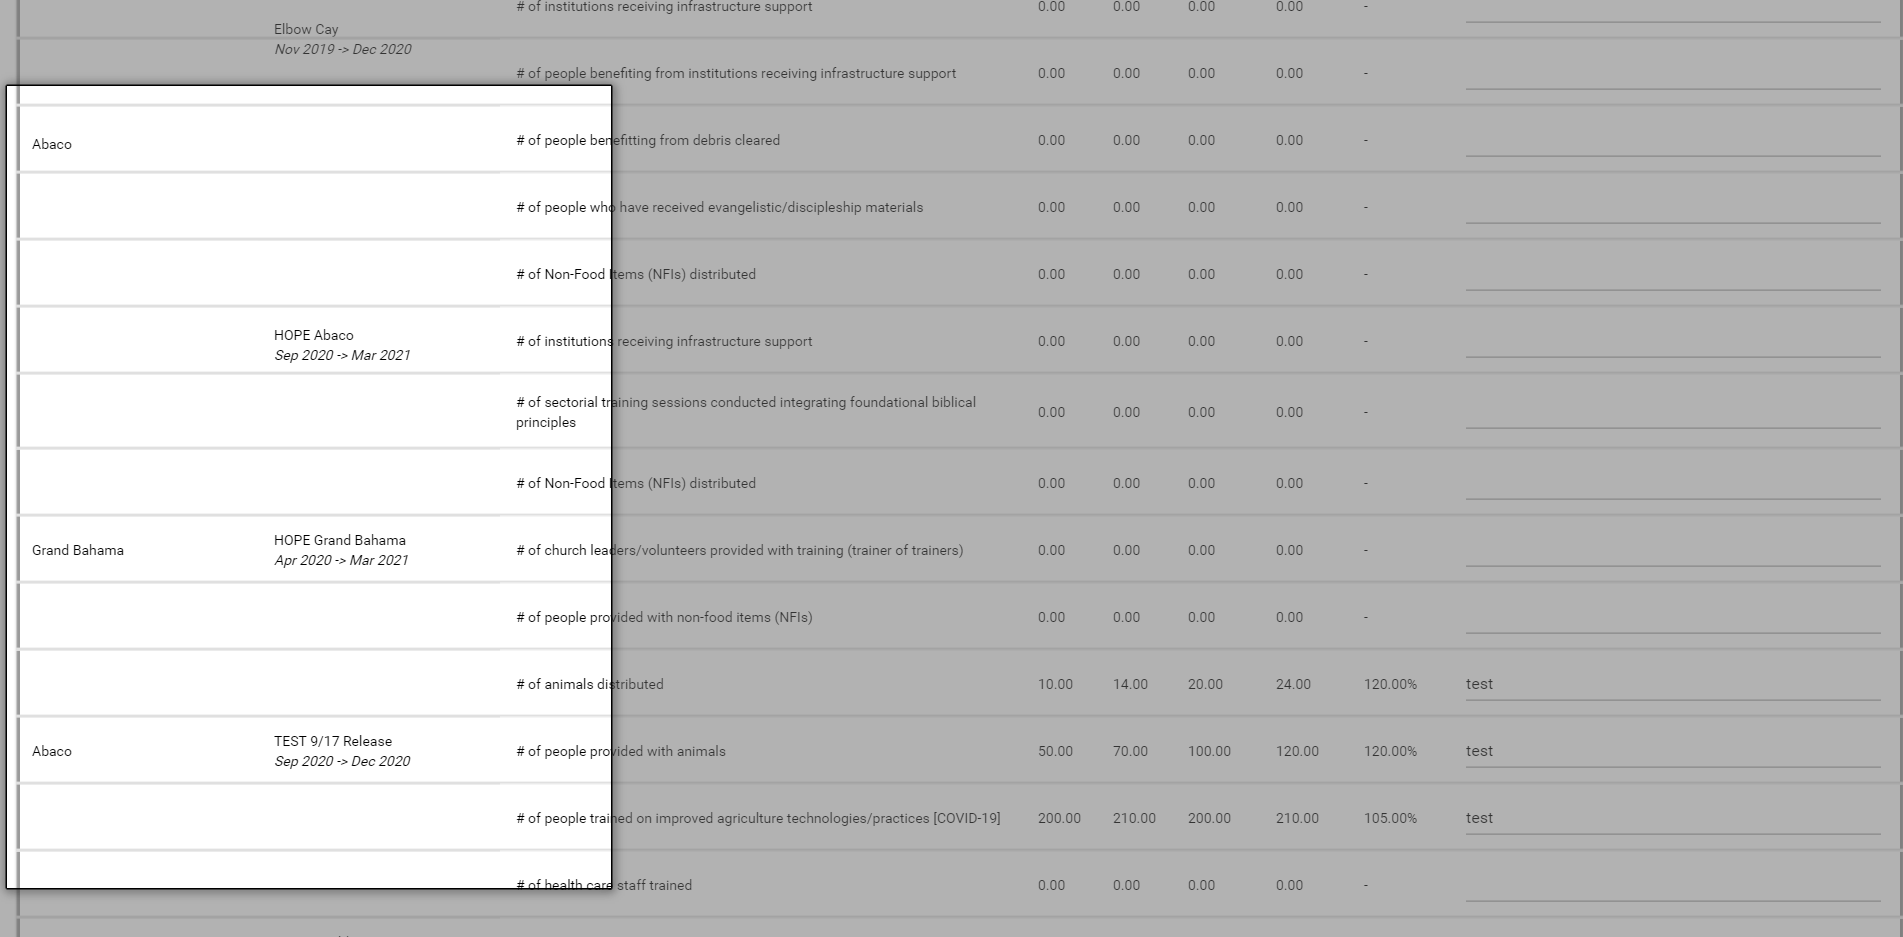 # of institutions receiving infrastructure support 0.00 0.00 0.00 0.00 -
Elbow Cay
Nov 2019 -> Dec 2020
# of people benefiting from institutions receiving infrastructure support 0.00 0.00 0.00 0.00 -
Abaco # of people benefitting from debris cleared 0.00 0.00 0.00 0.00 -
# of people who have received evangelistic/discipleship materials 0.00 0.00 0.00 0.00 -
# of Non-Food Items (NFIs) distributed 0.00 0.00 0.00 0.00 -
HOPE Abaco
Sep 2020 -> Mar 2021
# of institutions receiving infrastructure support 0.00 0.00 0.00 0.00 -
# of sectorial training sessions conducted integrating foundational biblical
principles
0.00 0.00 0.00 0.00 -
# of Non-Food Items (NFIs) distributed 0.00 0.00 0.00 0.00 -
Grand Bahama
HOPE Grand Bahama
Apr 2020 -> Mar 2021
# of church leaders/volunteers provided with training (trainer of trainers) 0.00 0.00 0.00 0.00 -
# of people provided with non-food items (NFIs) 0.00 0.00 0.00 0.00 -
# of animals distributed 10.00 14.00 20.00 24.00 120.00% test
Abaco
TEST 9/17 Release
Sep 2020 -> Dec 2020
# of people provided with animals 50.00 70.00 100.00 120.00 120.00% test
# of people trained on improved agriculture technologies/practices [COVID-19] 200.00 210.00 200.00 210.00 105.00% test
# of health care staff trained 0.00 0.00 0.00 0.00 -